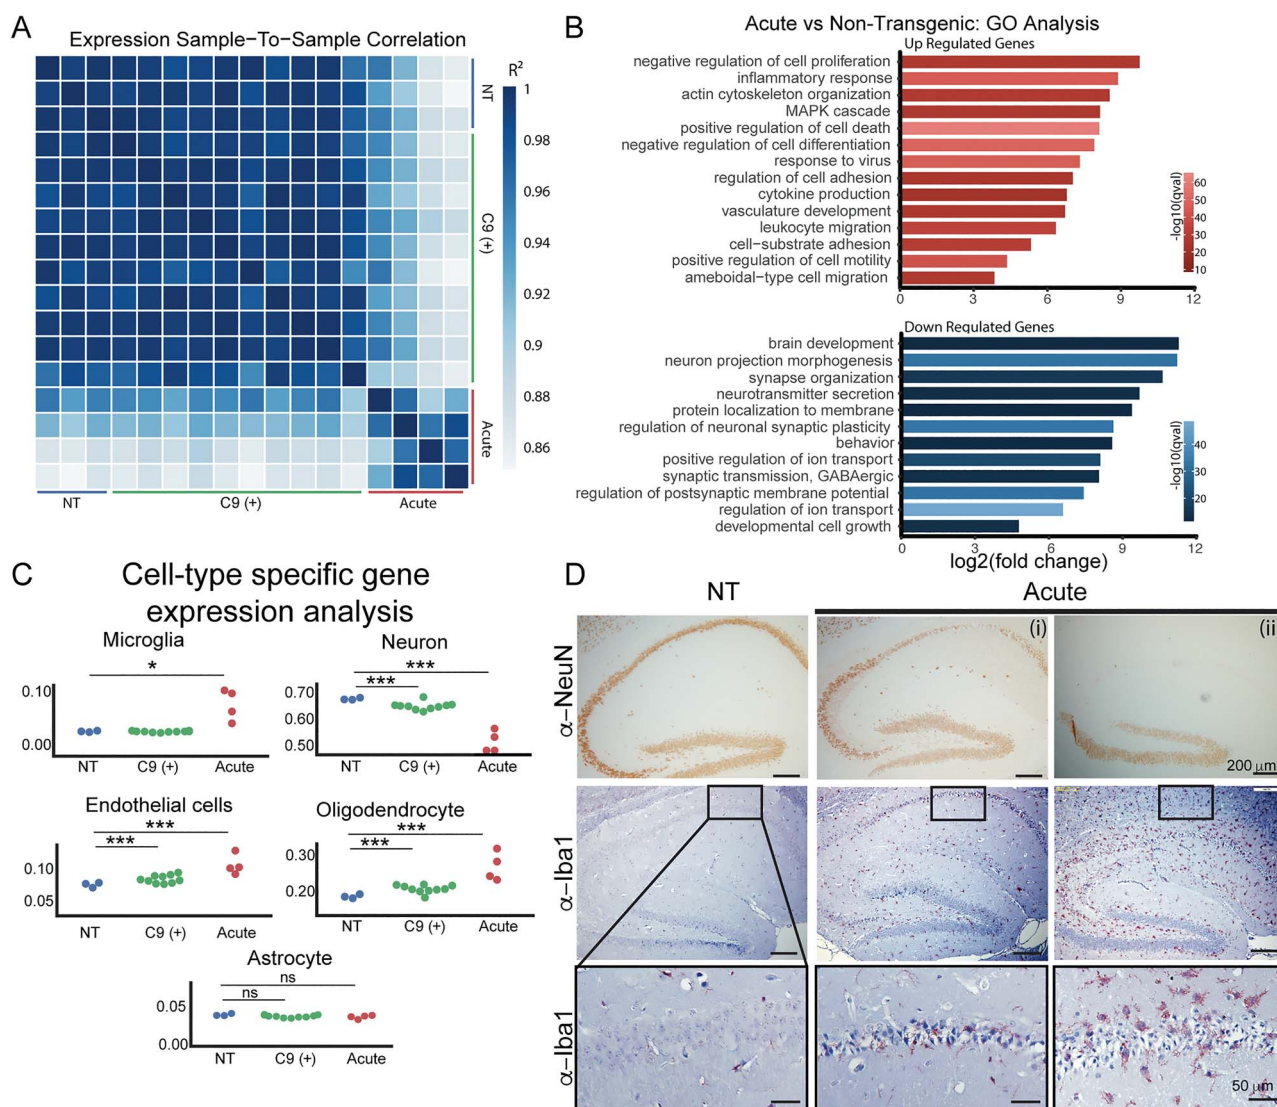 A
Expression Sample-To-Sample Correlation
R²
1
0.98
0.96
0.94
0.92
0.9
0.88
0.86
NT
C9 (+)
Acute
NT
C9 (+)
Acute
B
Acute vs Non-Transgenic: GO Analysis
Up Regulated Genes
negative regulation of cell proliferation
inflammatory response
actin cytoskeleton organization
MAPK cascade
positive regulation of cell death
negative regulation of cell differentiation
response to virus
regulation of cell adhesion
cytokine production
vasculature development
leukocyte migration
cell-substrate adhesion
positive regulation of cell motility
ameboidal-type cell migration
0 3 6 9 12
-log10(qval)
60
50
40
30
20
10
Down Regulated Genes
brain development
neuron projection morphogenesis
synapse organization
neurotransmitter secretion
protein localization to membrane
regulation of neuronal synaptic plasticity
behavior
positive regulation of ion transport
synaptic transmission, GABAergic
regulation of postsynaptic membrane potential
regulation of ion transport
developmental cell growth
0 3 6 9 12
log2(fold change)
-log10(qval)
40
30
20
C
Cell-type specific gene
expression analysis
Microglia
*
0.10
0.00
NT C9 (+) Acute
Neuron
***
***
0.70
0.60
0.50
NT C9 (+) Acute
Endothelial cells
***
***
0.10
0.05
NT C9 (+) Acute
Oligodendrocyte
***
***
0.30
0.20
NT C9 (+) Acute
Astrocyte
ns
ns
0.05
0.00
NT C9 (+) Acute
D
NT
Acute
α-NeuN
(i)
(ii
200 µm
α-Iba1
α-Iba1
50 µm